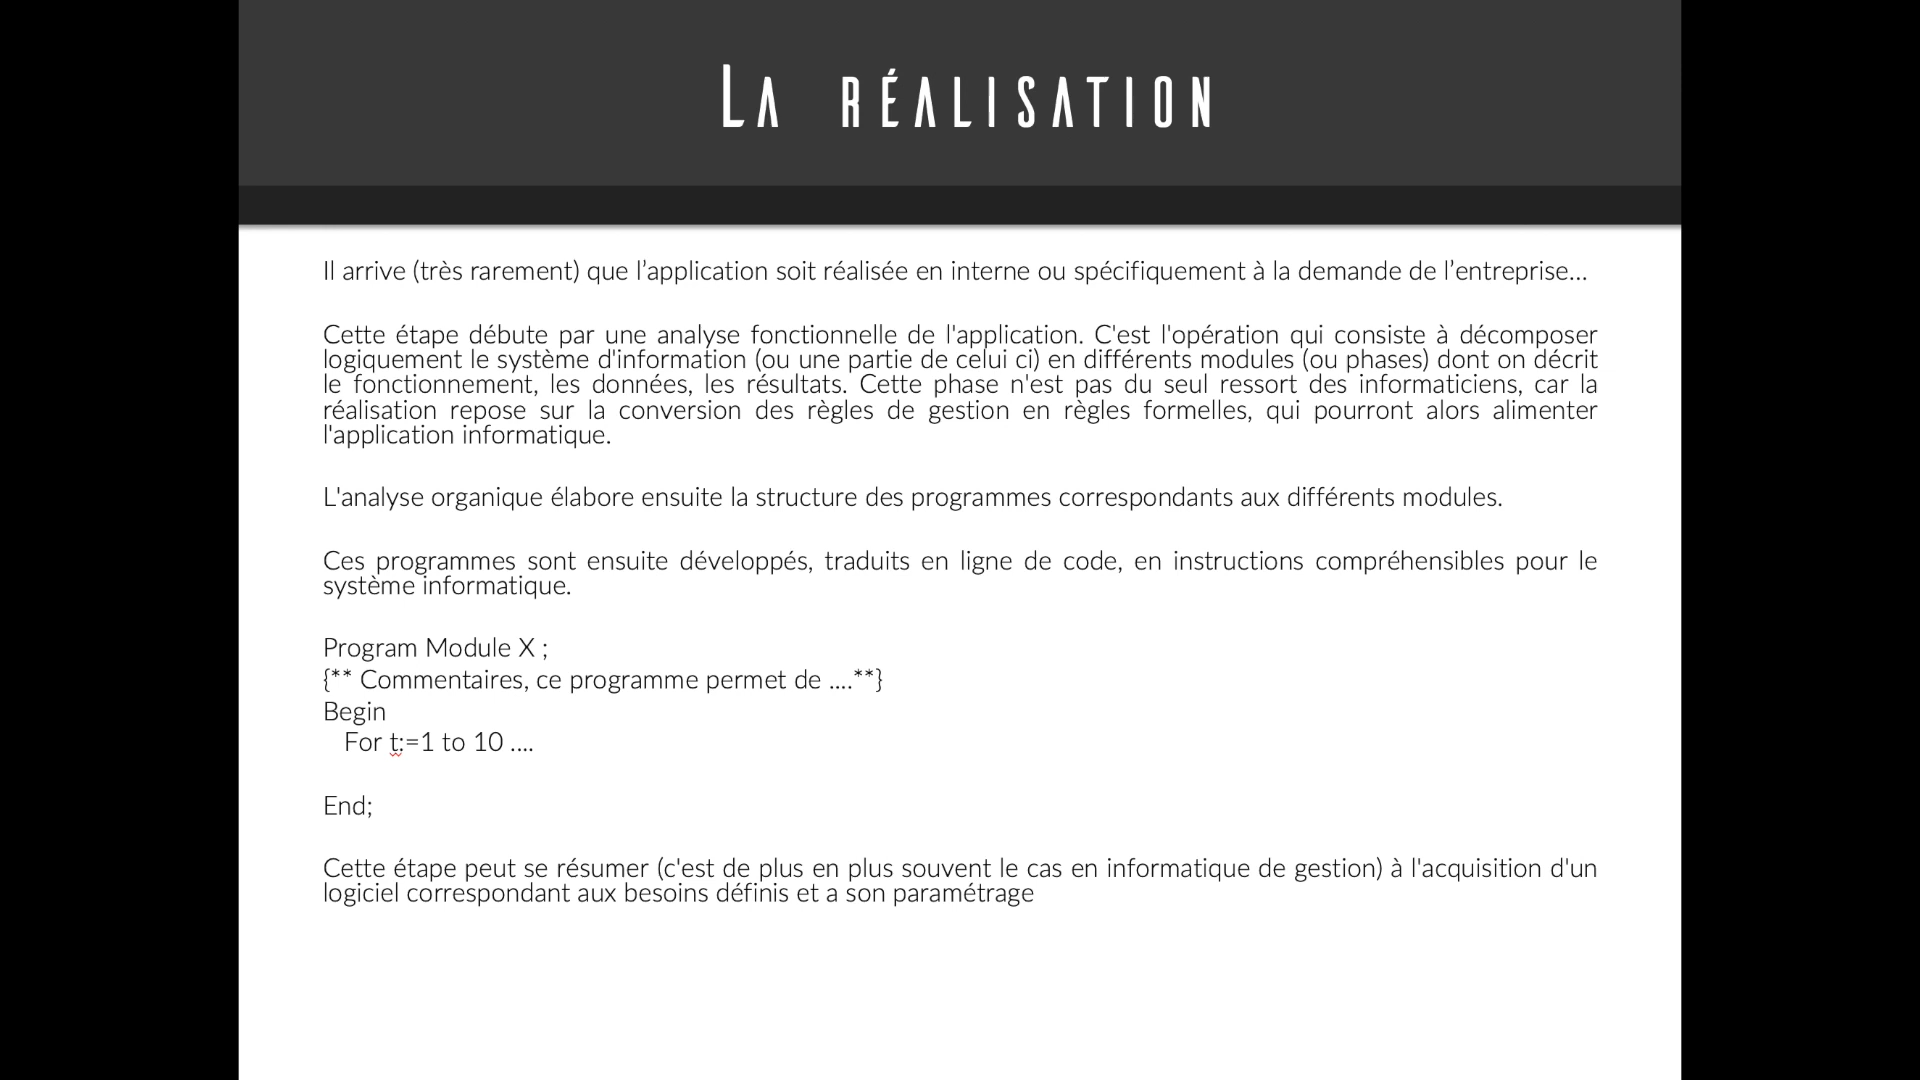 La réalisation
Il arrive (très rarement) que l’application soit réalisée en interne ou spécifiquement à la demande de l’entreprise…
Cette étape débute par une analyse fonctionnelle de l'application. C'est l'opération qui consiste à décomposer
logiquement le système d'information (ou une partie de celui ci) en différents modules (ou phases) dont on décrit
le fonctionnement, les données, les résultats. Cette phase n'est pas du seul ressort des informaticiens, car la
réalisation repose sur la conversion des règles de gestion en règles formelles, qui pourront alors alimenter
l'application informatique.
L'analyse organique élabore ensuite la structure des programmes correspondants aux différents modules.
Ces programmes sont ensuite développés, traduits en ligne de code, en instructions compréhensibles pour le
système informatique.
Program Module X ;
{** Commentaires, ce programme permet de ....**}
Begin
For t:=1 to 10 ....
End;
Cette étape peut se résumer (c'est de plus en plus souvent le cas en informatique de gestion) à l'acquisition d'un
logiciel correspondant aux besoins définis et a son paramétrage